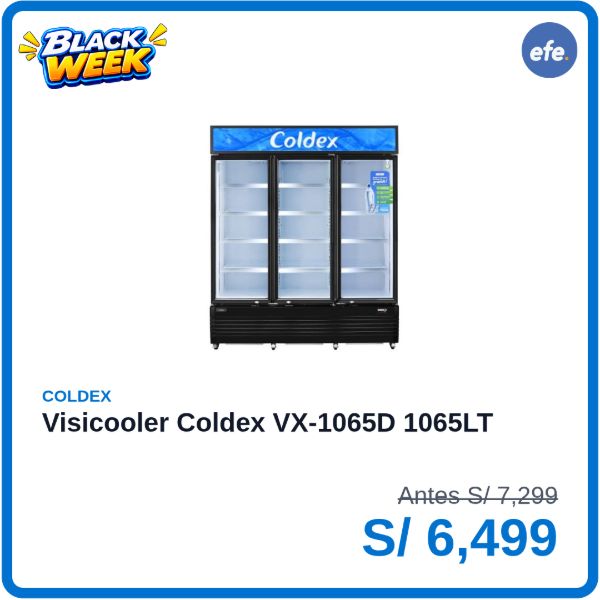 BLACK
WEEK
efe.
Coldex
COLDEX
Visicooler Coldex VX-1065D 1065LT
Antes S/ 7,299
S/ 6,499